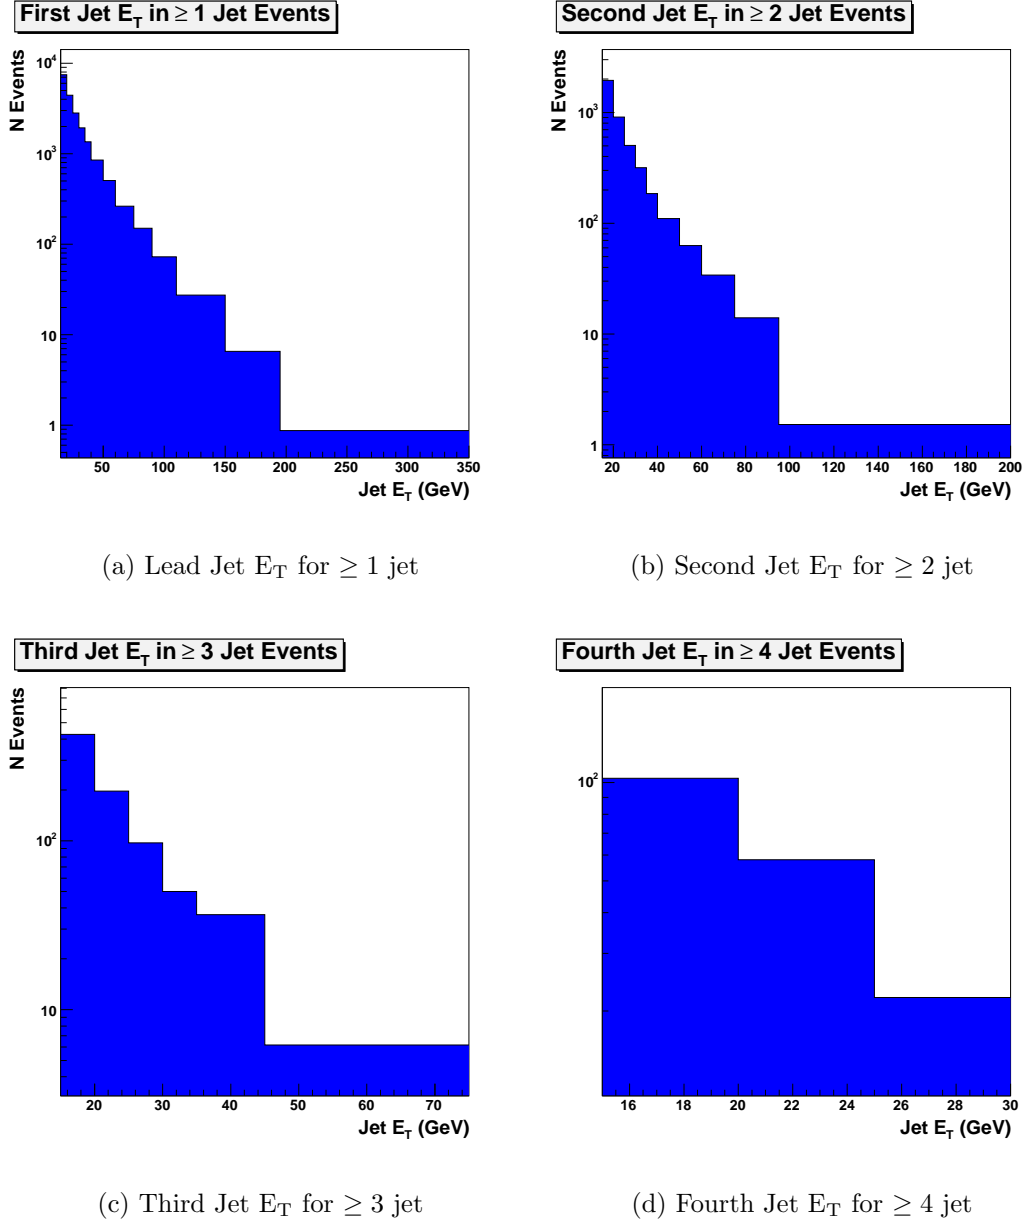 First Jet E_T in ≥ 1 Jet Events
N Events
10^4
10^3
10^2
10
1
50 100 150 200 250 300 350
Jet E_T (GeV)
(a) Lead Jet E_T for ≥ 1 jet
Second Jet E_T in ≥ 2 Jet Events
N Events
10^3
10^2
10
1
20 40 60 80 100 120 140 160 180 200
Jet E_T (GeV)
(b) Second Jet E_T for ≥ 2 jet
Third Jet E_T in ≥ 3 Jet Events
N Events
10^2
10
20 30 40 50 60 70
Jet E_T (GeV)
(c) Third Jet E_T for ≥ 3 jet
Fourth Jet E_T in ≥ 4 Jet Events
10^2
16 18 20 22 24 26 28 30
Jet E_T (GeV)
(d) Fourth Jet E_T for ≥ 4 jet